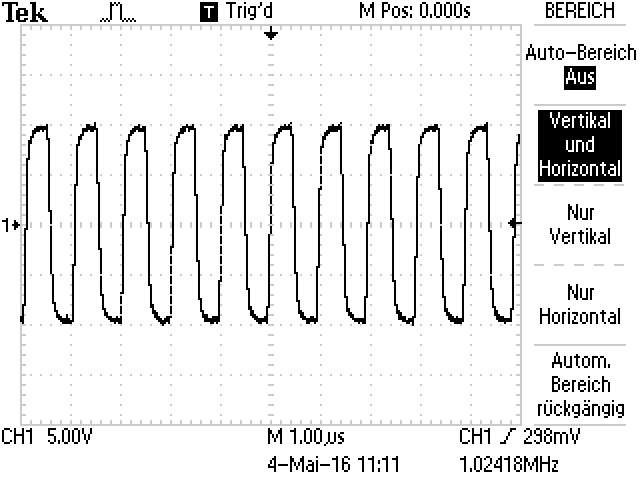 Tek
T Trig'd
M Pos: 0.000s
BEREICH
Auto-Bereich
Aus
Vertikal
und
Horizontal
1
Nur
Vertikal
Nur
Horizontal
Autom.
Bereich
rückgängig
CH1 5.00V
M 1.00µs
CH1 298mV
4-Mai-16 11:11
1.02418MHz